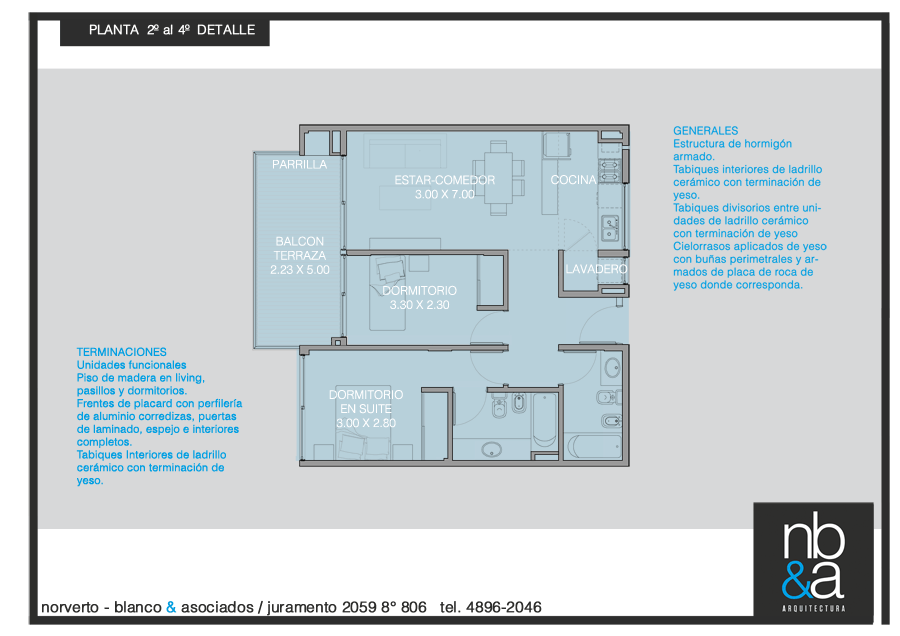 PLANTA 2º al 4º DETALLE
GENERALES
Estructura de hormigón
armado.
Tabiques interiores de ladrillo
cerámico con terminación de
yeso.
Tabiques divisorios entre uni-
dades de ladrillo cerámico
con terminación de yeso
Cielorrasos aplicados de yeso
con buñas perimetrales y ar-
mados de placa de roca de
yeso donde corresponda.
PARRILLA
ESTAR-COMEDOR
3.00 X 7.00
COCINA
BALCON
TERRAZA
2.23 X 5.00
LAVADERO
DORMITORIO
3.30 X 2.30
DORMITORIO
EN SUITE
3.00 X 2.80
TERMINACIONES
Unidades funcionales
Piso de madera en living,
pasillos y dormitorios.
Frentes de placard con perfilería
de aluminio corredizas, puertas
de laminado, espejo e interiores
completos.
Tabiques Interiores de ladrillo
cerámico con terminación de
yeso.
nb
&a
ARQUITECTURA
norverto - blanco & asociados / juramento 2059 8° 806 tel. 4896-2046